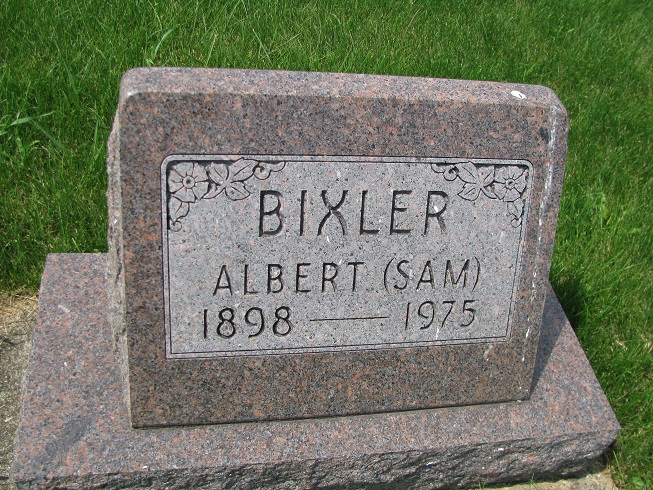 BIXLER
ALBERT (SAM)
1898 — 1975